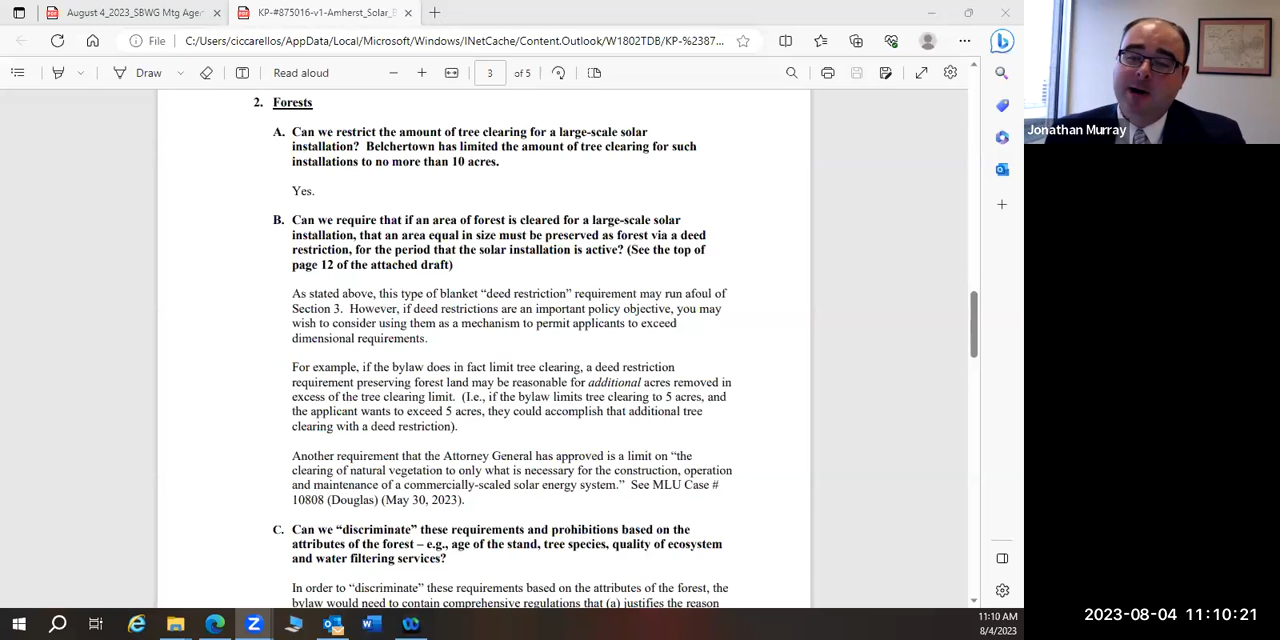 August 4_2023_SBWG Mtg Age
KP-#875016-v1-Amherst_Solar_B
File
C:/Users/ciccarellos/AppData/Local/Microsoft/Windows/INetCache/Content.Outlook/W1802TDB/KP-%2387...
Draw
Read aloud
3 of 5
2. Forests
A. Can we restrict the amount of tree clearing for a large-scale solar
installation? Belchertown has limited the amount of tree clearing for such
installations to no more than 10 acres.
Yes.
B. Can we require that if an area of forest is cleared for a large-scale solar
installation, that an area equal in size must be preserved as forest via a deed
restriction, for the period that the solar installation is active? (See the top of
page 12 of the attached draft)
As stated above, this type of blanket “deed restriction” requirement may run afoul of
Section 3. However, if deed restrictions are an important policy objective, you may
wish to consider using them as a mechanism to permit applicants to exceed
dimensional requirements.
For example, if the bylaw does in fact limit tree clearing, a deed restriction
requirement preserving forest land may be reasonable for additional acres removed in
excess of the tree clearing limit. (I.e., if the bylaw limits tree clearing to 5 acres, and
the applicant wants to exceed 5 acres, they could accomplish that additional tree
clearing with a deed restriction).
Another requirement that the Attorney General has approved is a limit on “the
clearing of natural vegetation to only what is necessary for the construction, operation
and maintenance of a commercially-scaled solar energy system.” See MLU Case #
10808 (Douglas) (May 30, 2023).
C. Can we “discriminate” these requirements and prohibitions based on the
attributes of the forest – e.g., age of the stand, tree species, quality of ecosystem
and water filtering services?
In order to “discriminate” these requirements based on the attributes of the forest, the
bylaw would need to contain comprehensive regulations that (a) justifies the reason
Jonathan Murray
11:10 AM
8/4/2023
2023-08-04 11:10:21